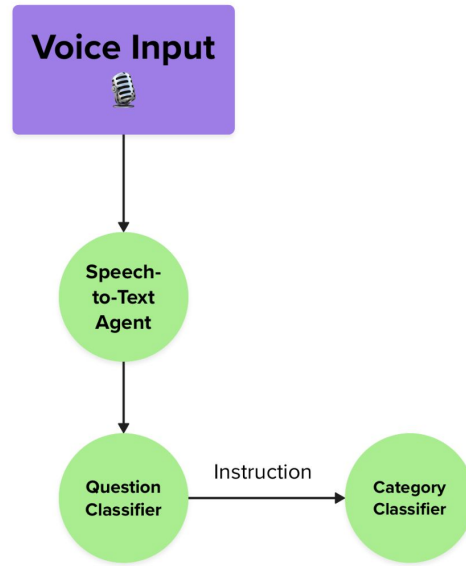 Voice Input
Speech-
to-Text
Agent
Question
Classifier
Instruction
Category
Classifier